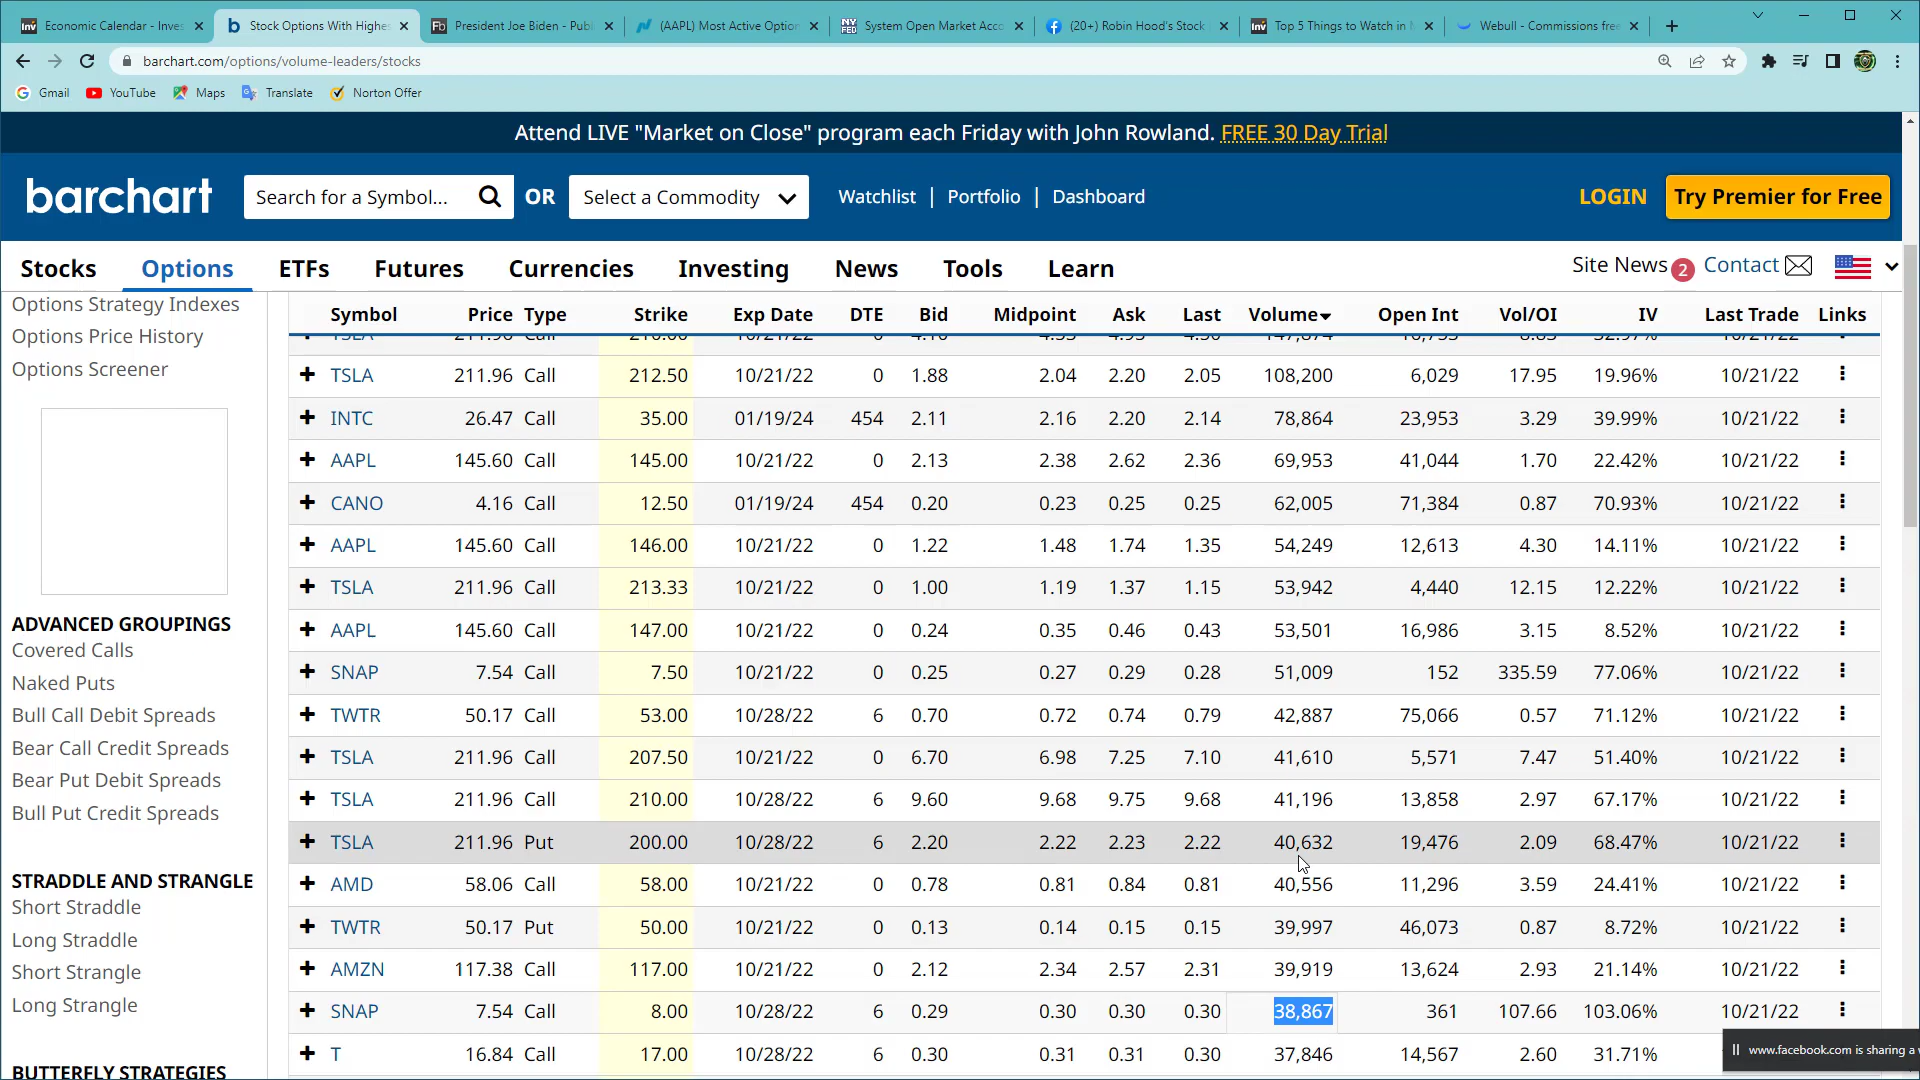 Economic Calendar - Inves
Stock Options With Highes
President Joe Biden - Publ
(AAPL) Most Active Option
System Open Market Acco
(20+) Robin Hood's Stock
Top 5 Things to Watch in
Webull - Commissions free
barchart.com/options/volume-leaders/stocks
Gmail YouTube Maps Translate Norton Offer
Attend LIVE "Market on Close" program each Friday with John Rowland. FREE 30 Day Trial
barchart Search for a Symbol... OR Select a Commodity Watchlist | Portfolio | Dashboard LOGIN Try Premier for Free
Stocks Options ETFs Futures Currencies Investing News Tools Learn Site News 2 Contact
Options Strategy Indexes
Options Price History
Options Screener
ADVANCED GROUPINGS
Covered Calls
Naked Puts
Bull Call Debit Spreads
Bear Call Credit Spreads
Bear Put Debit Spreads
Bull Put Credit Spreads
STRADDLE AND STRANGLE
Short Straddle
Long Straddle
Short Strangle
Long Strangle
BUTTERFLY STRATEGIES
Symbol Price Type Strike Exp Date DTE Bid Midpoint Ask Last Volume Open Int Vol/OI IV Last Trade Links
TSLA 211.96 Call 212.50 10/21/22 0 1.88 2.04 2.20 2.05 108,200 6,029 17.95 19.96% 10/21/22
INTC 26.47 Call 35.00 01/19/24 454 2.11 2.16 2.20 2.14 78,864 23,953 3.29 39.99% 10/21/22
AAPL 145.60 Call 145.00 10/21/22 0 2.13 2.38 2.62 2.36 69,953 41,044 1.70 22.42% 10/21/22
CANO 4.16 Call 12.50 01/19/24 454 0.20 0.23 0.25 0.25 62,005 71,384 0.87 70.93% 10/21/22
AAPL 145.60 Call 146.00 10/21/22 0 1.22 1.48 1.74 1.35 54,249 12,613 4.30 14.11% 10/21/22
TSLA 211.96 Call 213.33 10/21/22 0 1.00 1.19 1.37 1.15 53,942 4,440 12.15 12.22% 10/21/22
AAPL 145.60 Call 147.00 10/21/22 0 0.24 0.35 0.46 0.43 53,501 16,986 3.15 8.52% 10/21/22
SNAP 7.54 Call 7.50 10/21/22 0 0.25 0.27 0.29 0.28 51,009 152 335.59 77.06% 10/21/22
TWTR 50.17 Call 53.00 10/28/22 6 0.70 0.72 0.74 0.79 42,887 75,066 0.57 71.12% 10/21/22
TSLA 211.96 Call 207.50 10/21/22 0 6.70 6.98 7.25 7.10 41,610 5,571 7.47 51.40% 10/21/22
TSLA 211.96 Call 210.00 10/28/22 6 9.60 9.68 9.75 9.68 41,196 13,858 2.97 67.17% 10/21/22
TSLA 211.96 Put 200.00 10/28/22 6 2.20 2.22 2.23 2.22 40,632 19,476 2.09 68.47% 10/21/22
AMD 58.06 Call 58.00 10/21/22 0 0.78 0.81 0.84 0.81 40,556 11,296 3.59 24.41% 10/21/22
TWTR 50.17 Put 50.00 10/21/22 0 0.13 0.14 0.15 0.15 39,997 46,073 0.87 8.72% 10/21/22
AMZN 117.38 Call 117.00 10/21/22 0 2.12 2.34 2.57 2.31 39,919 13,624 2.93 21.14% 10/21/22
SNAP 7.54 Call 8.00 10/28/22 6 0.29 0.30 0.30 0.30 38,867 361 107.66 103.06% 10/21/22
T 16.84 Call 17.00 10/28/22 6 0.30 0.31 0.31 0.30 37,846 14,567 2.60 31.71%
www.facebook.com is sharing a